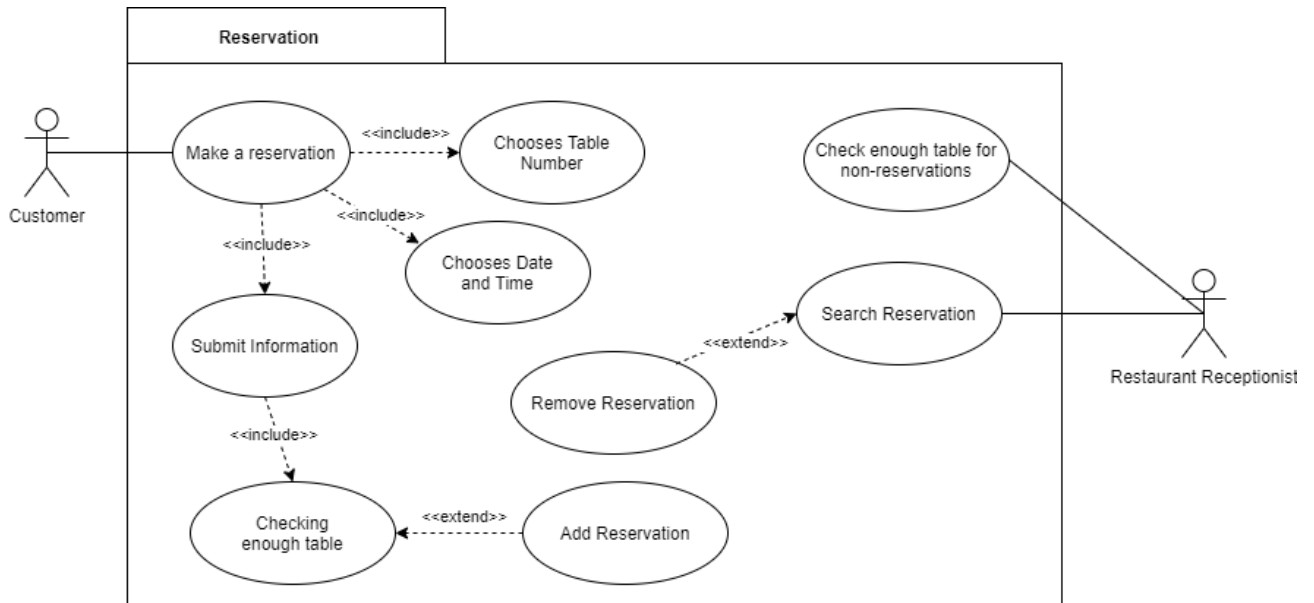 Reservation
Customer
Make a reservation
<<include>>
Chooses Table
Number
<<include>>
Chooses Date
and Time
<<include>>
Submit Information
<<include>>
Checking
enough table
<<extend>>
Add Reservation
Remove Reservation
<<extend>>
Search Reservation
Check enough table for
non-reservations
Restaurant Receptionist